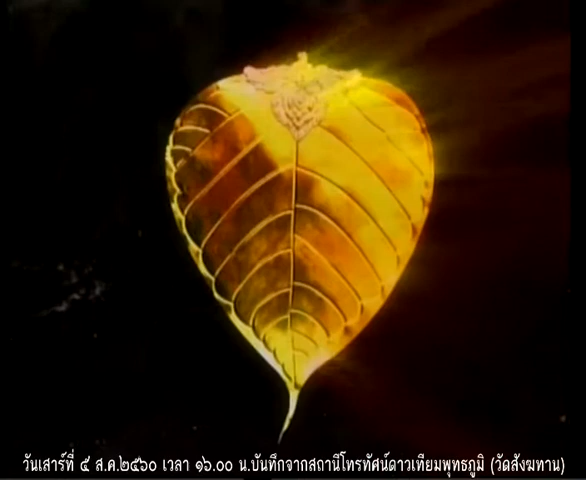 วันเสาร์ที่ ๕ ส.ค.๒๕๖๐ เวลา ๑๖.๐๐ น.บันทึกจากสถานีโทรทัศน์ดาวเทียมพุทธภูมิ (วัดสังฆทาน)